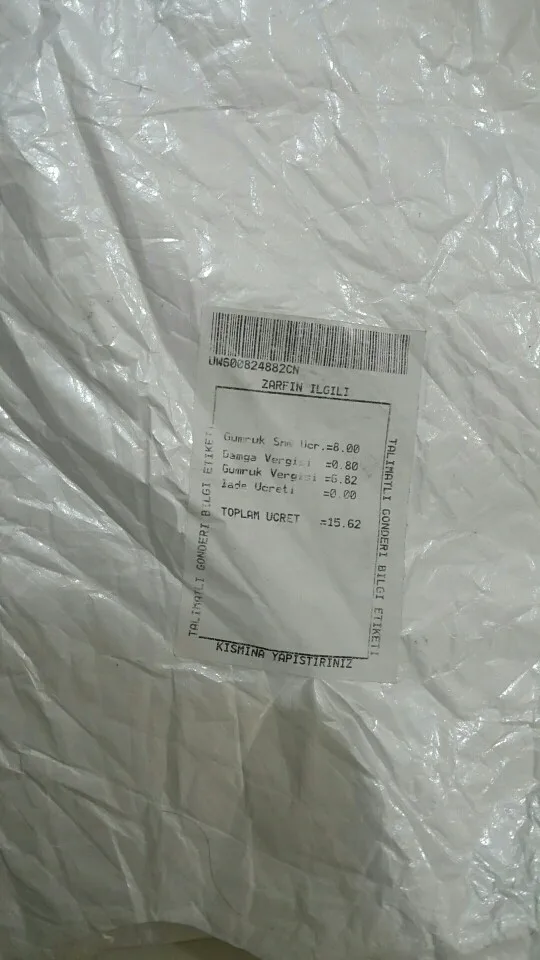 UW600824882CN
ZARFIN ILGILI
TALIMATLI GONDERI BILGI ETIKETI
Gumruk Snm Ucr.=8.00
Damga Vergisi =0.80
Gumruk Vergisi =6.82
Iade Ucreti =0.00
TOPLAM UCRET =15.62
TALIMATLI GONDERI BILGI ETIKETI
KISMINA YAPISTIRINIZ